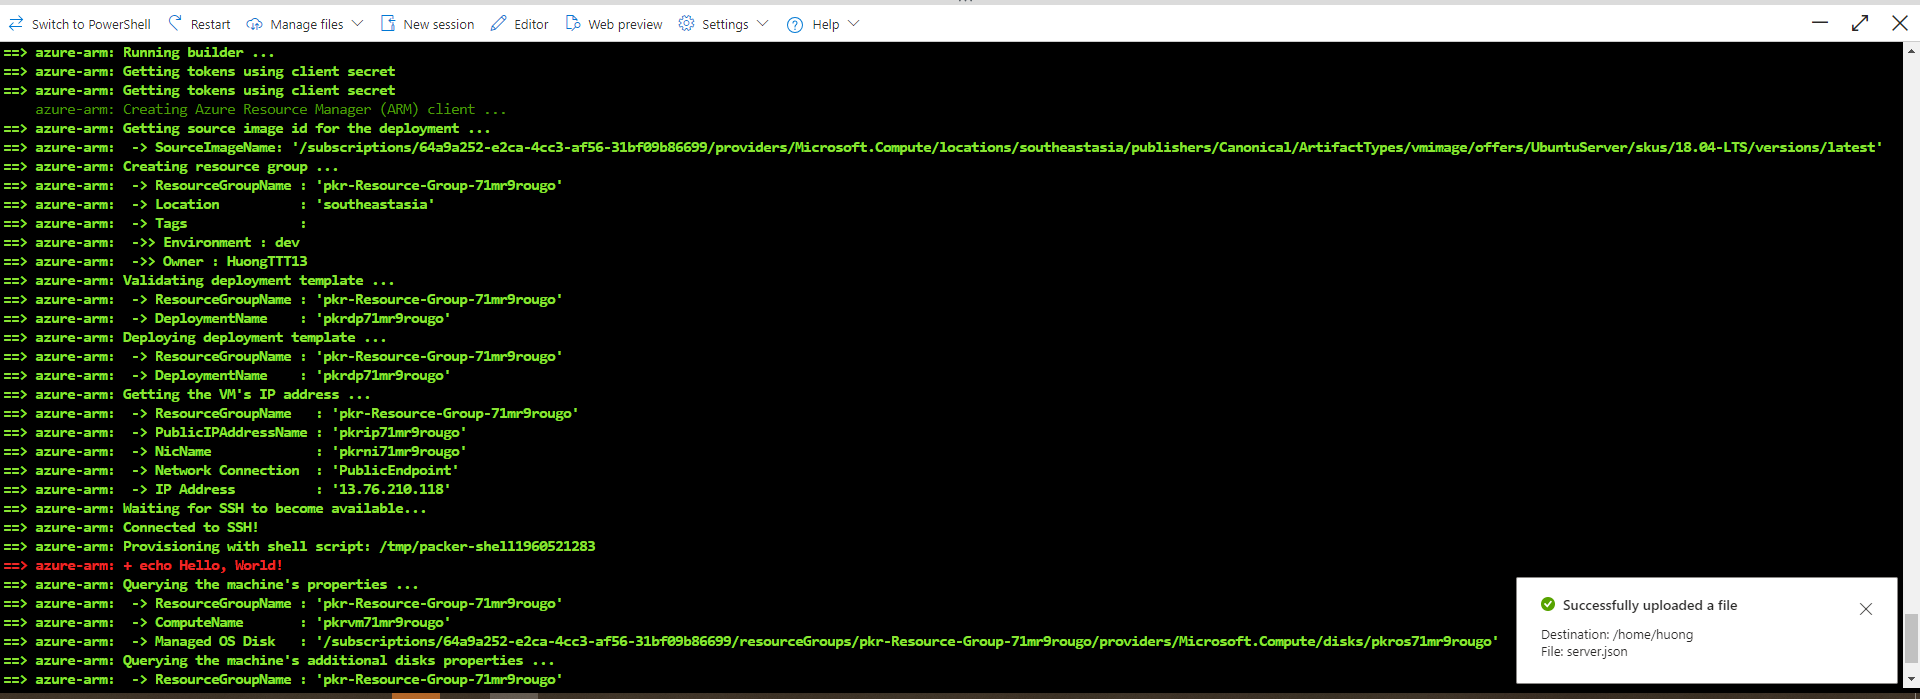 Switch to PowerShell Restart Manage files New session Editor Web preview Settings Help
==> azure-arm: Running builder ...
==> azure-arm: Getting tokens using client secret
==> azure-arm: Getting tokens using client secret
azure-arm: Creating Azure Resource Manager (ARM) client ...
==> azure-arm: Getting source image id for the deployment ...
==> azure-arm:  -> SourceImageName: '/subscriptions/64a9a252-e2ca-4cc3-af56-31bf09b86699/providers/Microsoft.Compute/locations/southeastasia/publishers/Canonical/ArtifactTypes/vmimage/offers/UbuntuServer/skus/18.04-LTS/versions/latest'
==> azure-arm: Creating resource group ...
==> azure-arm:  -> ResourceGroupName : 'pkr-Resource-Group-71mr9rougo'
==> azure-arm:  -> Location          : 'southeastasia'
==> azure-arm:  -> Tags              :
==> azure-arm:  ->> Environment : dev
==> azure-arm:  ->> Owner : HuongTTT13
==> azure-arm: Validating deployment template ...
==> azure-arm:  -> ResourceGroupName : 'pkr-Resource-Group-71mr9rougo'
==> azure-arm:  -> DeploymentName    : 'pkrdp71mr9rougo'
==> azure-arm: Deploying deployment template ...
==> azure-arm:  -> ResourceGroupName : 'pkr-Resource-Group-71mr9rougo'
==> azure-arm:  -> DeploymentName    : 'pkrdp71mr9rougo'
==> azure-arm: Getting the VM's IP address ...
==> azure-arm:  -> ResourceGroupName   : 'pkr-Resource-Group-71mr9rougo'
==> azure-arm:  -> PublicIPAddressName : 'pkrip71mr9rougo'
==> azure-arm:  -> NicName             : 'pkrni71mr9rougo'
==> azure-arm:  -> Network Connection  : 'PublicEndpoint'
==> azure-arm:  -> IP Address          : '13.76.210.118'
==> azure-arm: Waiting for SSH to become available...
==> azure-arm: Connected to SSH!
==> azure-arm: Provisioning with shell script: /tmp/packer-shell1960521283
==> azure-arm: + echo Hello, World!
==> azure-arm: Querying the machine's properties ...
==> azure-arm:  -> ResourceGroupName : 'pkr-Resource-Group-71mr9rougo'
==> azure-arm:  -> ComputeName       : 'pkrvm71mr9rougo'
==> azure-arm:  -> Managed OS Disk   : '/subscriptions/64a9a252-e2ca-4cc3-af56-31bf09b86699/resourceGroups/pkr-Resource-Group-71mr9rougo/providers/Microsoft.Compute/disks/pkros71mr9rougo'
==> azure-arm: Querying the machine's additional disks properties ...
==> azure-arm:  -> ResourceGroupName : 'pkr-Resource-Group-71mr9rougo'
Successfully uploaded a file
Destination: /home/huong
File: server.json